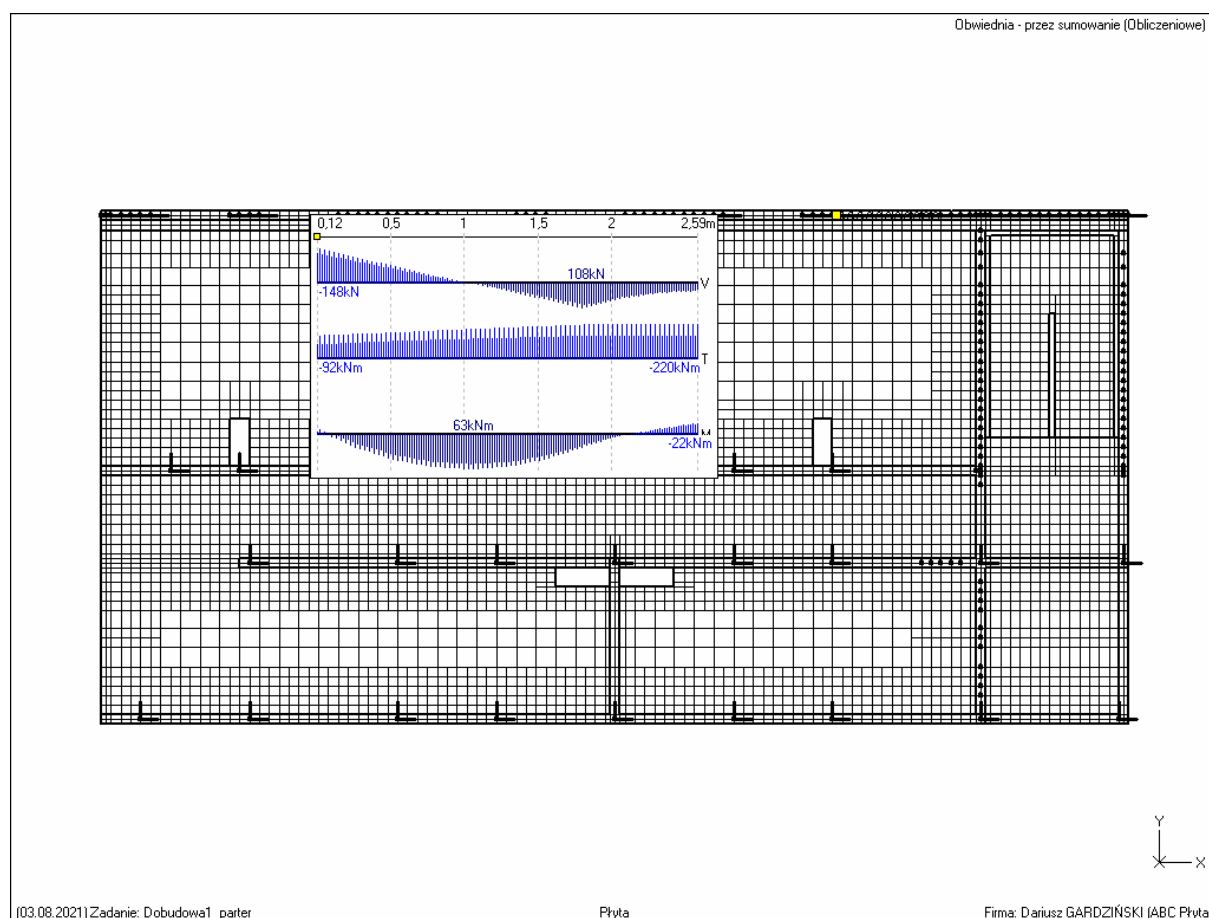 Obwiednia - przez sumowanie (Obliczeniowe)
0,12 0,5 1 1,5 2 2,59m
108kN
V
-148kN
T
-92kNm -220kNm
63kNm
M
-22kNm
Y
X
(03.08.2021) Zadanie: Dobudowa1_parter Płyta Firma: Dariusz GARDZIŃSKI (ABC Płyta